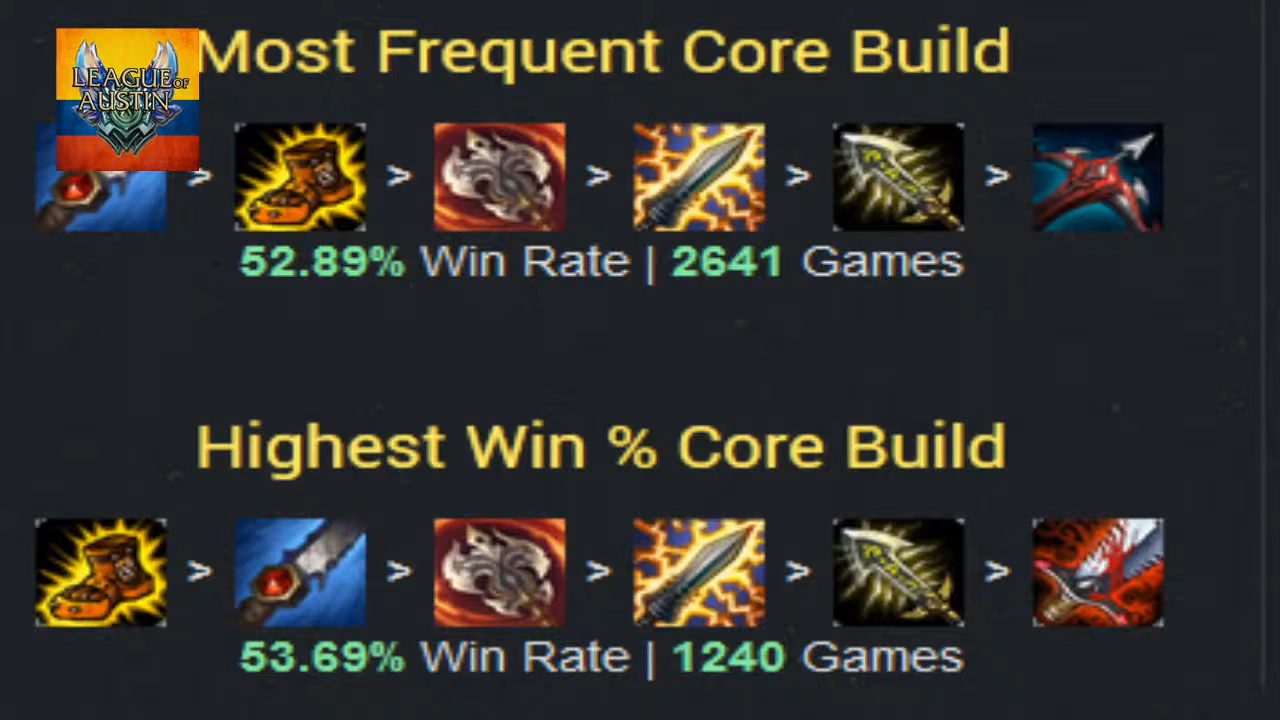 LEAGUE OF
AUSTIN
Most Frequent Core Build
> > > > >
52.89% Win Rate | 2641 Games
Highest Win % Core Build
> > > > >
53.69% Win Rate | 1240 Games